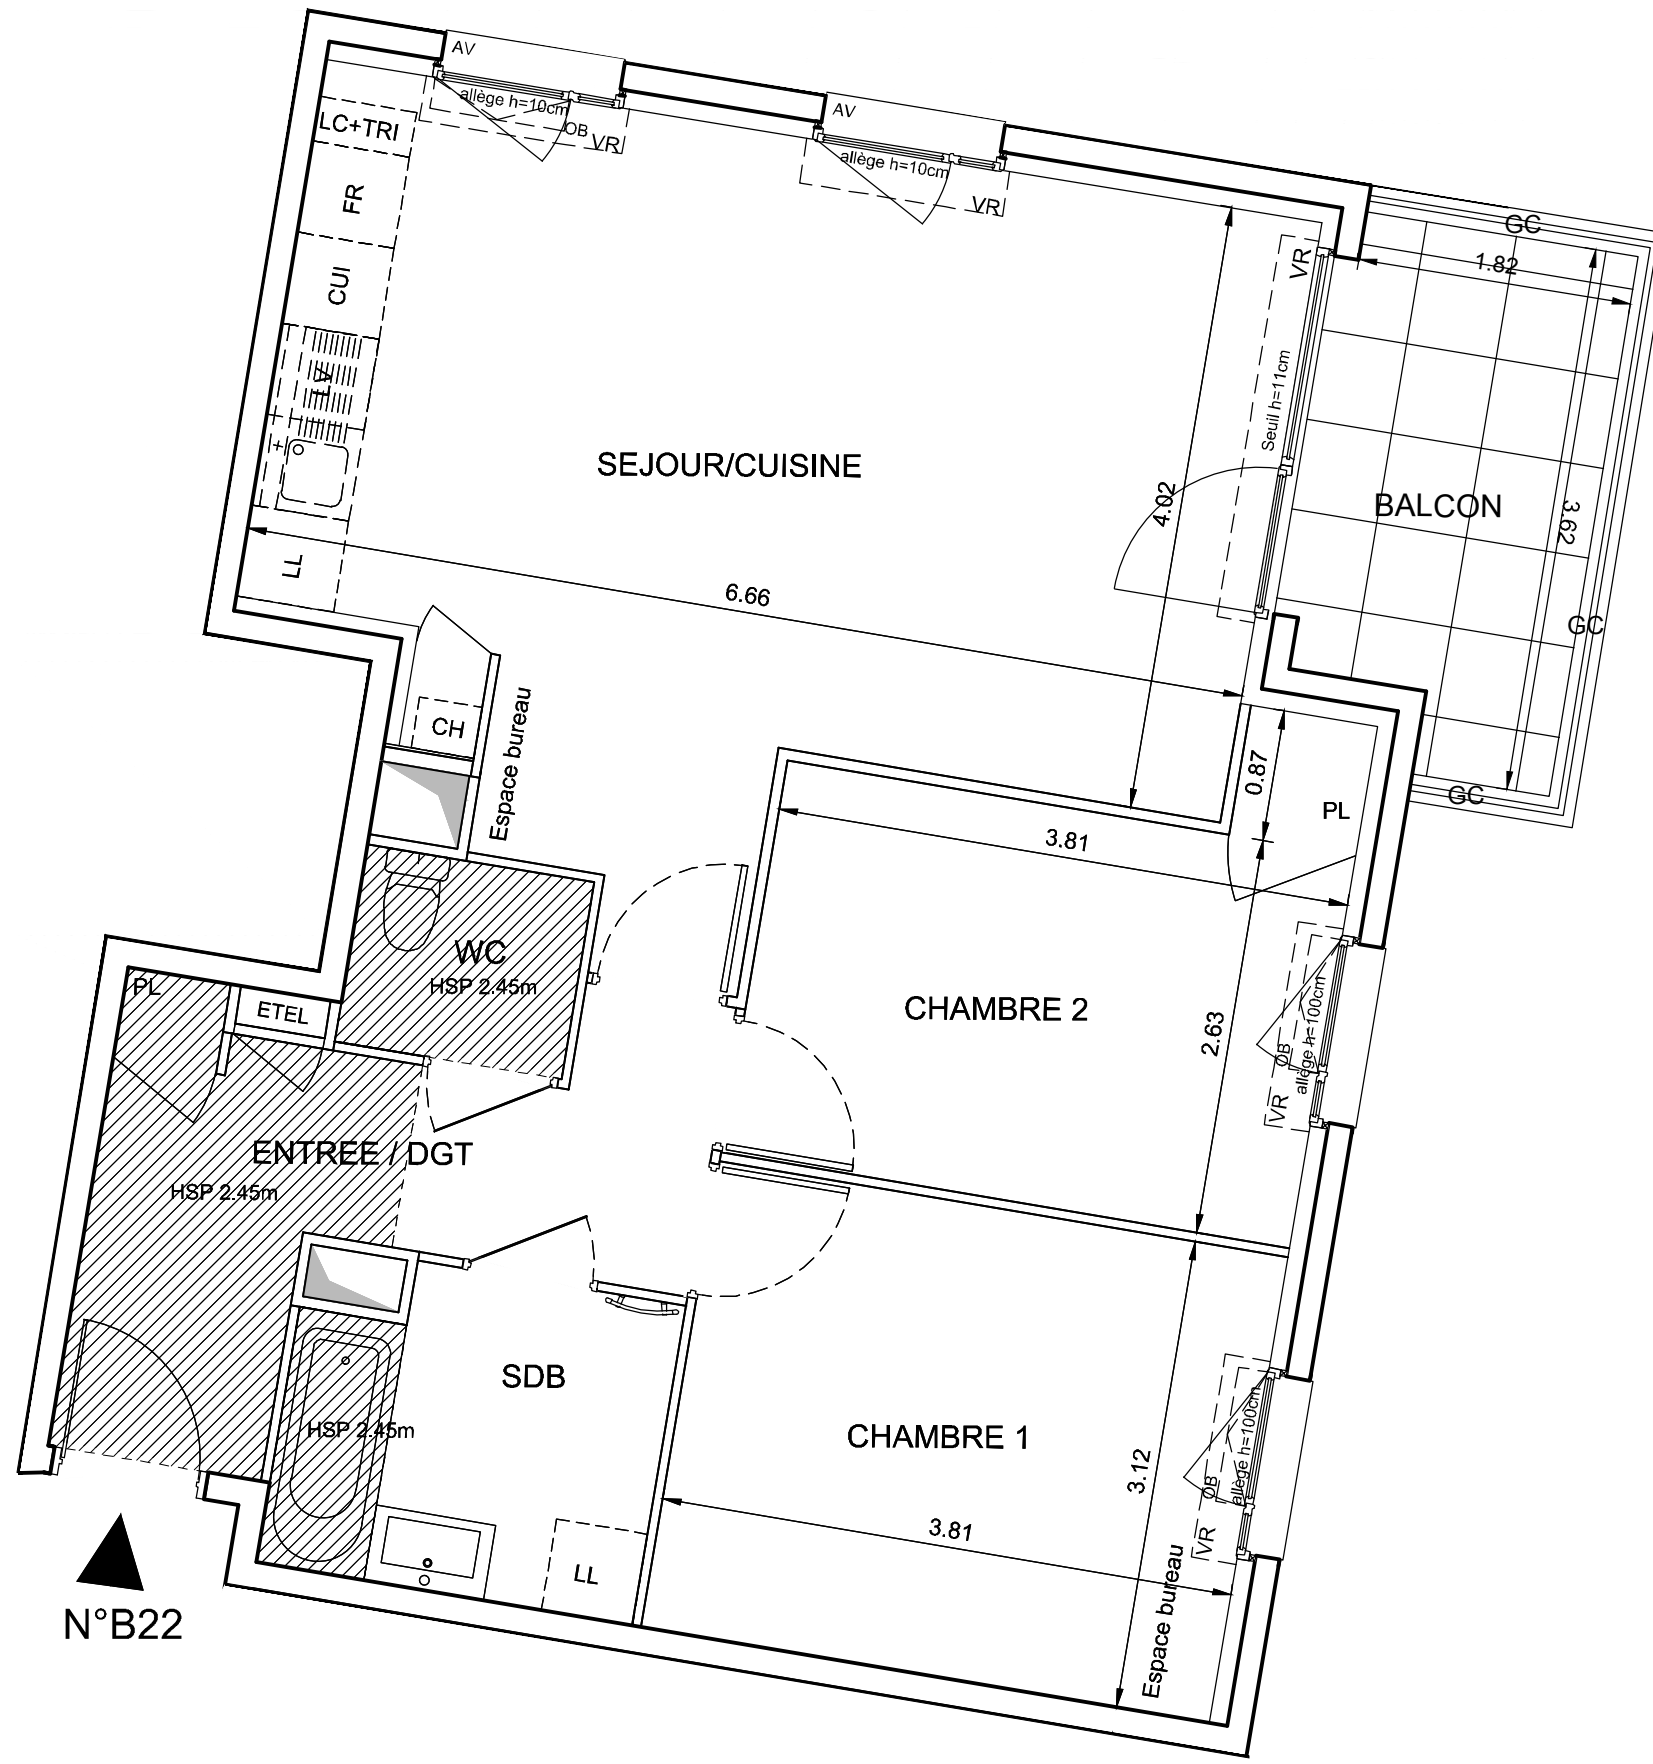 AV
allège h=10cm
OB
VR
AV
allège h=10cm
VR
LC+TRI
FR
CUI
LV
LL
SEJOUR/CUISINE
6.66
4.02
VR
Seuil h=11cm
GC
1.82
BALCON
3.62
GC
GC
CH
Espace bureau
0.87
PL
3.81
WC
HSP 2.45m
PL
ETEL
CHAMBRE 2
2.63
OB
allège h=100cm
VR
ENTREE / DGT
HSP 2.45m
SDB
HSP 2.45m
LL
CHAMBRE 1
3.12
3.81
OB
allège h=100cm
VR
Espace bureau
N°B22